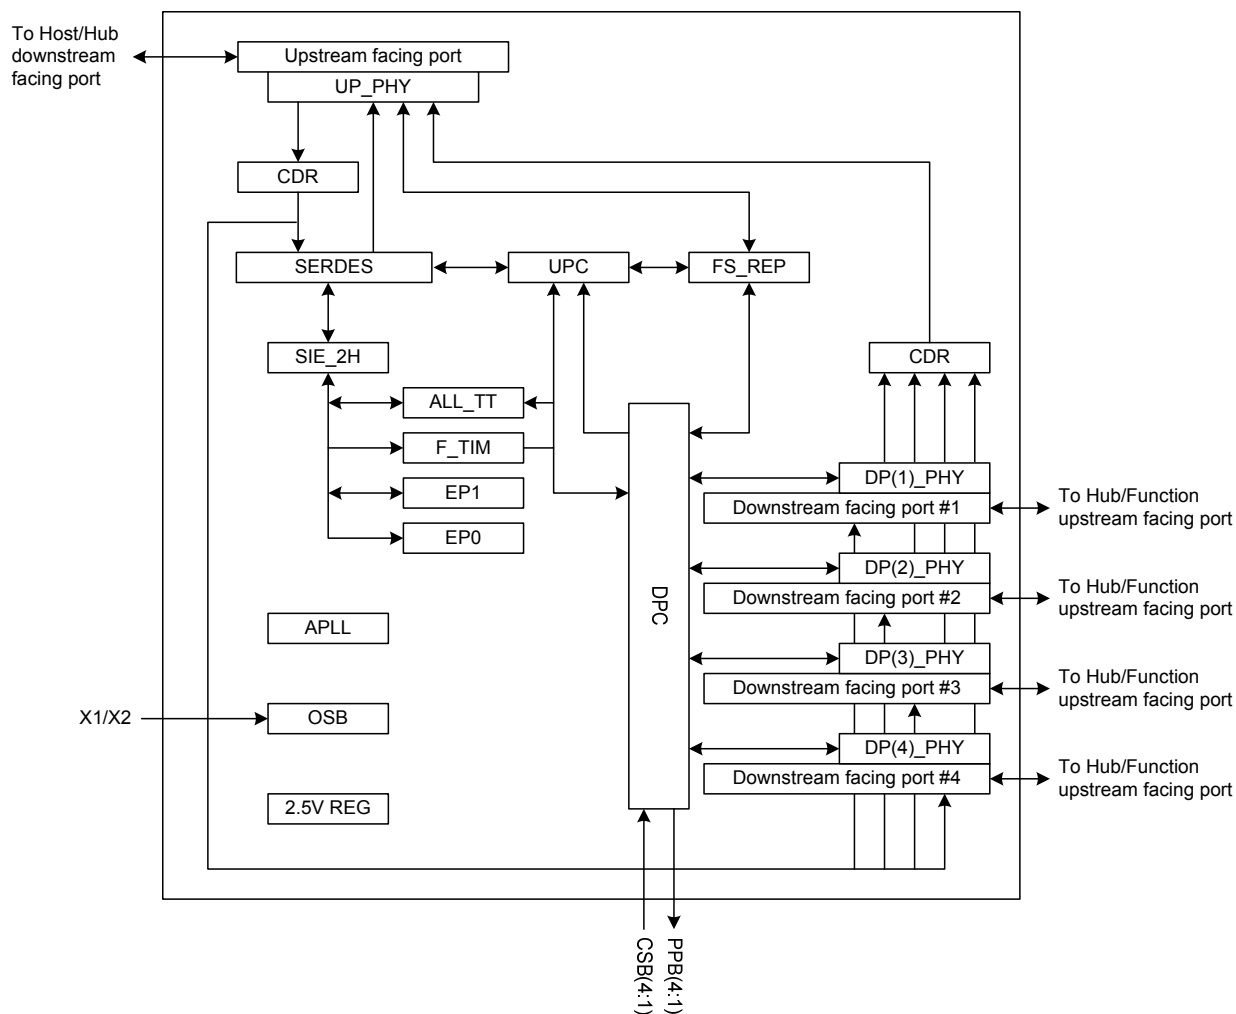 To Host/Hub
downstream
facing port
Upstream facing port
UP_PHY
CDR
SERDES
UPC
FS_REP
SIE_2H
CDR
ALL_TT
F_TIM
EP1
EP0
DPC
DP(1)_PHY
Downstream facing port #1
To Hub/Function
upstream facing port
DP(2)_PHY
Downstream facing port #2
To Hub/Function
upstream facing port
APLL
DP(3)_PHY
Downstream facing port #3
To Hub/Function
upstream facing port
X1/X2
OSB
DP(4)_PHY
Downstream facing port #4
To Hub/Function
upstream facing port
2.5V REG
CSB(4:1)
PPB(4:1)